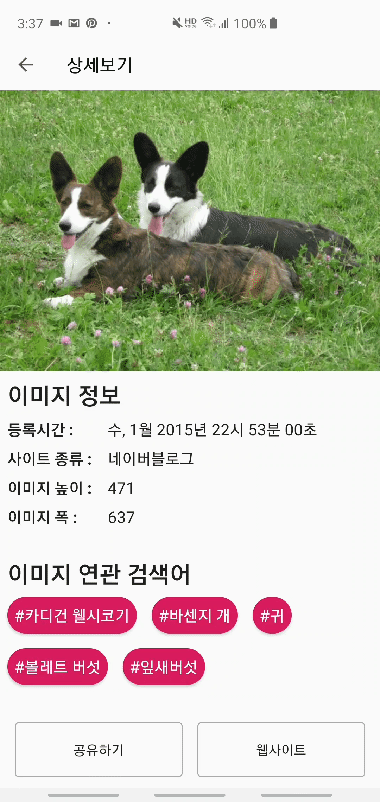 3:37 HD 100%
상세보기
이미지 정보
등록시간 : 수, 1월 2015년 22시 53분 00초
사이트 종류 : 네이버블로그
이미지 높이 : 471
이미지 폭 : 637
이미지 연관 검색어
#카디건 웰시코기 #바센지 개 #귀
#볼레트 버섯 #잎새버섯
공유하기 웹사이트